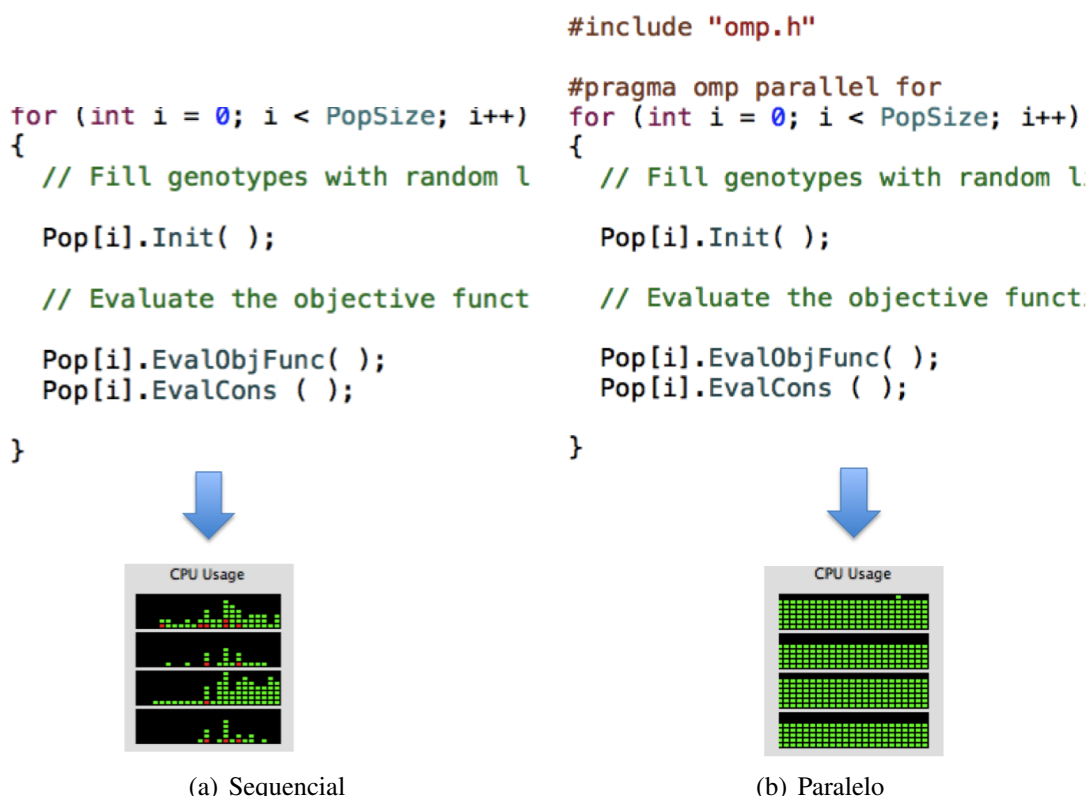 for (int i = 0; i < PopSize; i++)
{
// Fill genotypes with random l
Pop[i].Init( );
// Evaluate the objective funct
Pop[i].EvalObjFunc( );
Pop[i].EvalCons ( );
}
CPU Usage
(a) Sequencial
#include "omp.h"
#pragma omp parallel for
for (int i = 0; i < PopSize; i++)
{
// Fill genotypes with random li
Pop[i].Init( );
// Evaluate the objective functi
Pop[i].EvalObjFunc( );
Pop[i].EvalCons ( );
}
CPU Usage
(b) Paralelo